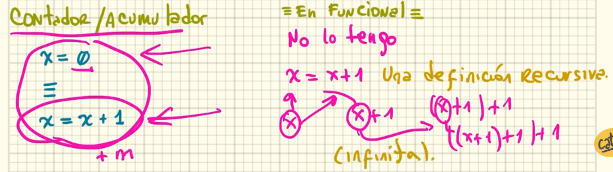 Contador/Acumulador
x = 0
≡
x = x + 1
+ m
≡ En Funcional ≡
No lo tengo
x = x+1 Una definición recursiva.
x
x+1
(x+1)+1
((x+1)+1)+1
(infinita).